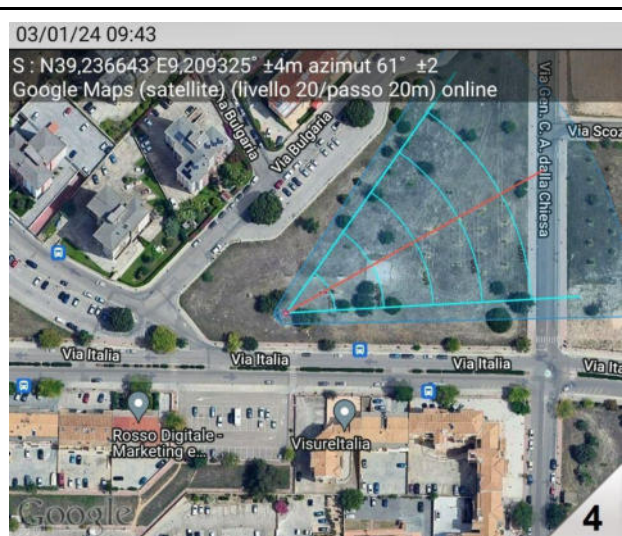 03/01/24 09:43
S : N39,236643°E9,209325° ±4m azimut 61° ±2
Google Maps (satellite) (livello 20/passo 20m) online
Via Bulgaria
Via Bulgaria
Via Gen. C. A. dalla Chiesa
Via Scoz
Via Italia
Via Italia
Via Italia
Via Ita
Rosso Digitale -
Marketing e...
VisureItalia
Google
4